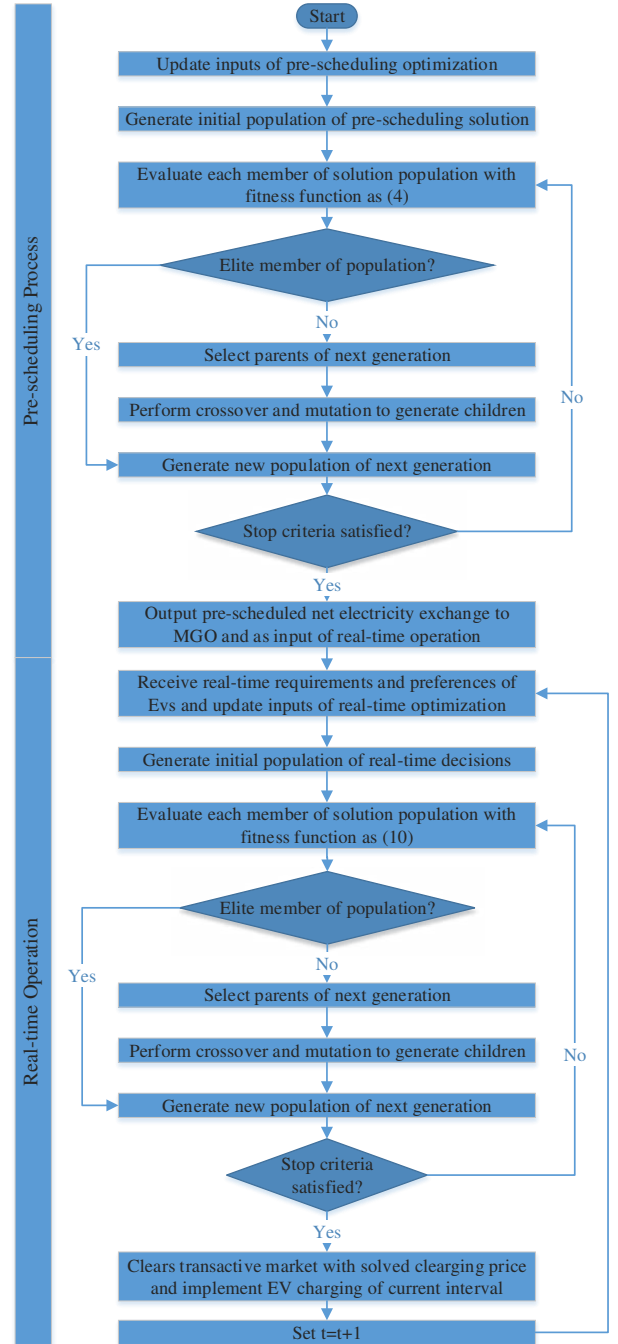 Start
Update inputs of pre-scheduling optimization
Generate initial population of pre-scheduling solution
Evaluate each member of solution population with
fitness function as (4)
Elite member of population?
No
Yes
Select parents of next generation
Perform crossover and mutation to generate children
No
Generate new population of next generation
Stop criteria satisfied?
Yes
Output pre-scheduled net electricity exchange to
MGO and as input of real-time operation
Pre-scheduling Process
Receive real-time requirements and preferences of
Evs and update inputs of real-time optimization
Generate initial population of real-time decisions
Evaluate each member of solution population with
fitness function as (10)
Elite member of population?
No
Yes
Select parents of next generation
Perform crossover and mutation to generate children
No
Generate new population of next generation
Stop criteria
satisfied?
Yes
Clears transactive market with solved clearging price
and implement EV charging of current interval
Set t=t+1
Real-time Operation